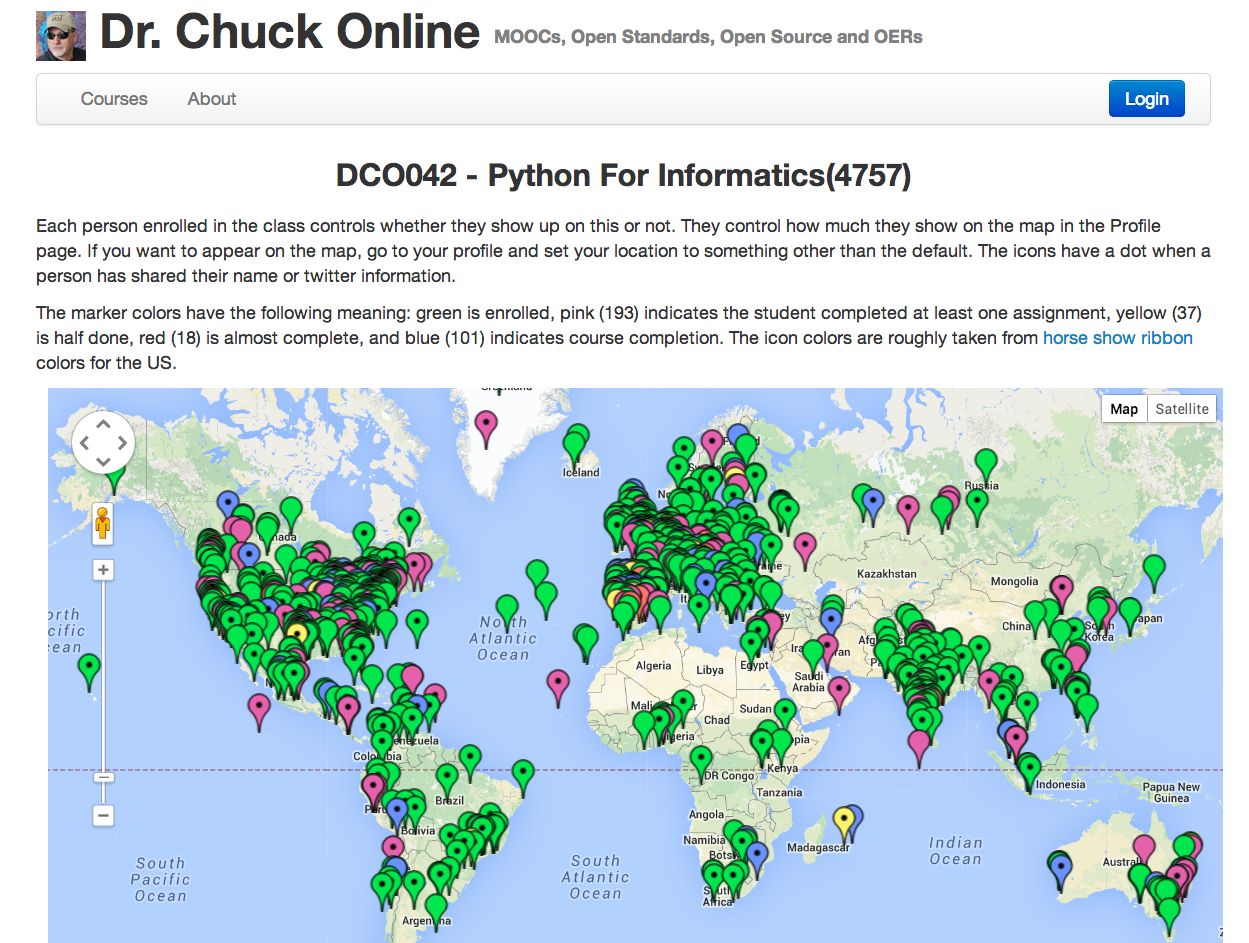 Dr. Chuck Online MOOCs, Open Standards, Open Source and OERs
Courses About Login
DCO042 - Python For Informatics(4757)
Each person enrolled in the class controls whether they show up on this or not. They control how much they show on the map in the Profile
page. If you want to appear on the map, go to your profile and set your location to something other than the default. The icons have a dot when a
person has shared their name or twitter information.
The marker colors have the following meaning: green is enrolled, pink (193) indicates the student completed at least one assignment, yellow (37)
is half done, red (18) is almost complete, and blue (101) indicates course completion. The icon colors are roughly taken from horse show ribbon
colors for the US.
Map Satellite
Iceland
Russia
Kazakhstan
Mongolia
China
South
Korea
North
Atlantic
Ocean
Algeria
Libya
Egypt
Saudi
Arabia
Mali
Chad
Sudan
DR Congo
Kenya
Tanzania
Indonesia
Papua New
Guinea
Brazil
Bolivia
Angola
Namibia
Madagascar
South
Pacific
Ocean
South
Atlantic
Ocean
Indian
Ocean
South
Africa